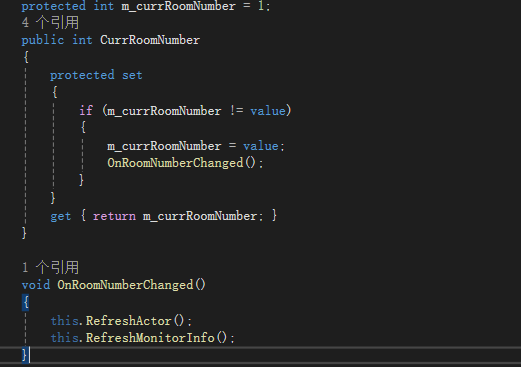 protected int m_currRoomNumber = 1;
4 个引用
public int CurrRoomNumber
{
protected set
{
if (m_currRoomNumber != value)
{
m_currRoomNumber = value;
OnRoomNumberChanged();
}
}
get { return m_currRoomNumber; }
}
1 个引用
void OnRoomNumberChanged()
{
this.RefreshActor();
this.RefreshMonitorInfo();
}